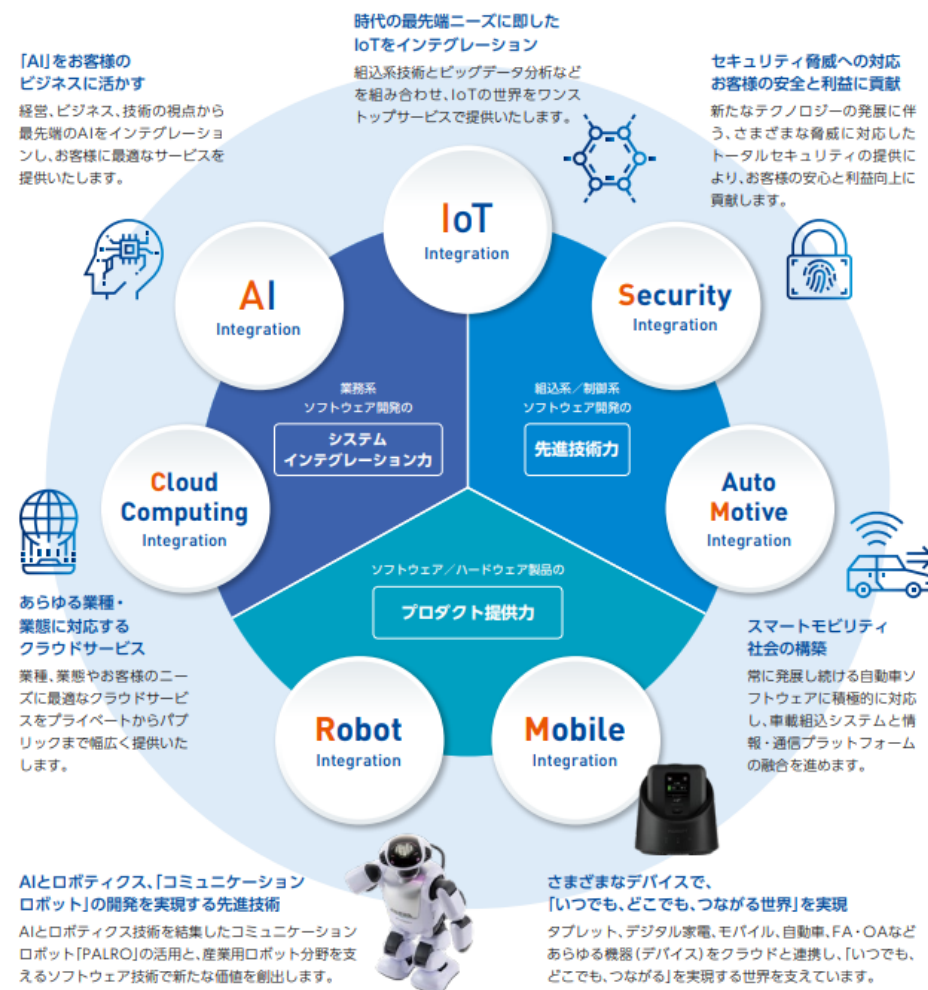 時代の最先端ニーズに即した
IoTをインテグレーション
組込系技術とビッグデータ分析など
を組み合わせ、IoTの世界をワンス
トップサービスで提供いたします。
「AI」をお客様の
ビジネスに活かす
経営、ビジネス、技術の視点から
最先端のAIをインテグレーショ
ンし、お客様に最適なサービスを
提供いたします。
セキュリティ脅威への対応
お客様の安全と利益に貢献
新たなテクノロジーの発展に伴
う、さまざまな脅威に対応した
トータルセキュリティの提供に
より、お客様の安心と利益向上に
貢献します。
IoT
Integration
AI
Integration
Security
Integration
業務系
ソフトウェア開発の
システム
インテグレーション力
組込系／制御系
ソフトウェア開発の
先進技術力
Cloud
Computing
Integration
Auto
Motive
Integration
ソフトウェア／ハードウェア製品の
プロダクト提供力
あらゆる業種・
業態に対応する
クラウドサービス
業種、業態やお客様のニー
ズに最適なクラウドサービ
スをプライベートからパブ
リックまで幅広く提供いた
します。
スマートモビリティ
社会の構築
常に発展し続ける自動車ソ
フトウェアに積極的に対応
し、車載組込システムと情
報・通信プラットフォーム
の融合を進めます。
Robot
Integration
Mobile
Integration
AIとロボティクス、「コミュニケーション
ロボット」の開発を実現する先進技術
AIとロボティクス技術を結集したコミュニケーション
ロボット「PALRO」の活用と、産業用ロボット分野を支
えるソフトウェア技術で新たな価値を創出します。
さまざまなデバイスで、
「いつでも、どこでも、つながる世界」を実現
タブレット、デジタル家電、モバイル、自動車、FA・OAなど
あらゆる機器（デバイス）をクラウドと連携し、「いつでも、
どこでも、つながる」を実現する世界を支えています。